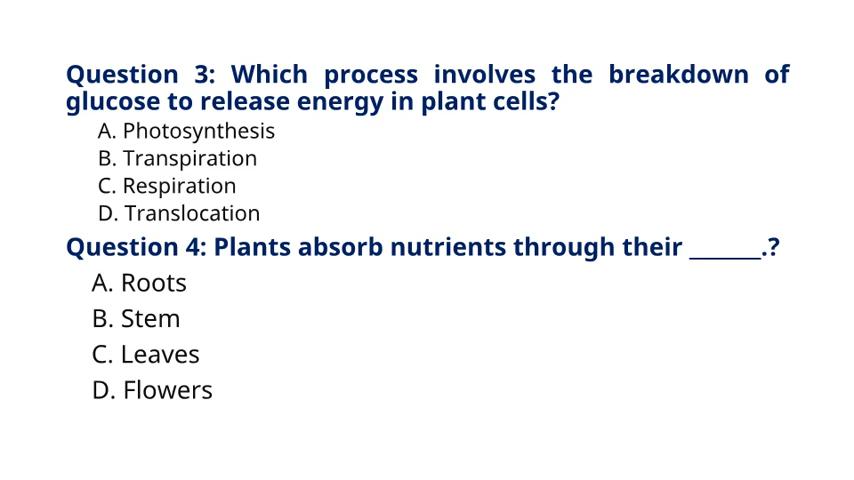 Question 3: Which process involves the breakdown of
glucose to release energy in plant cells?
A. Photosynthesis
B. Transpiration
C. Respiration
D. Translocation
Question 4: Plants absorb nutrients through their ______.?
A. Roots
B. Stem
C. Leaves
D. Flowers